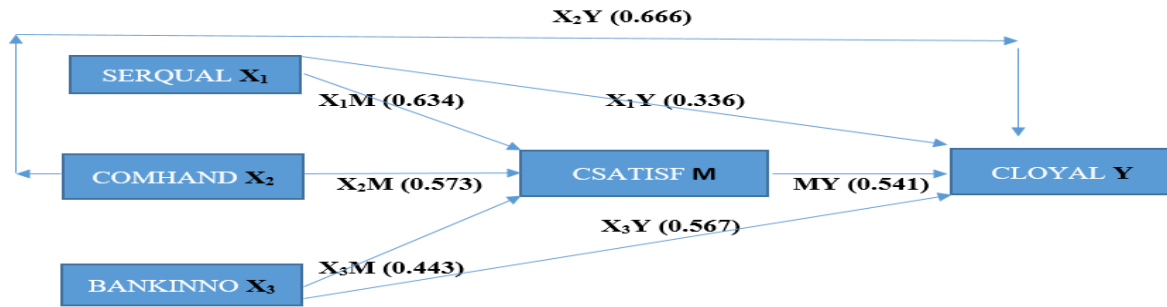 X₂Y (0.666)
SERQUAL X₁
X₁M (0.634)
X₁Y (0.336)
COMHAND X₂
X₂M (0.573)
CSATISF M
MY (0.541)
CLOYAL Y
X₃Y (0.567)
X₃M (0.443)
BANKINNO X₃